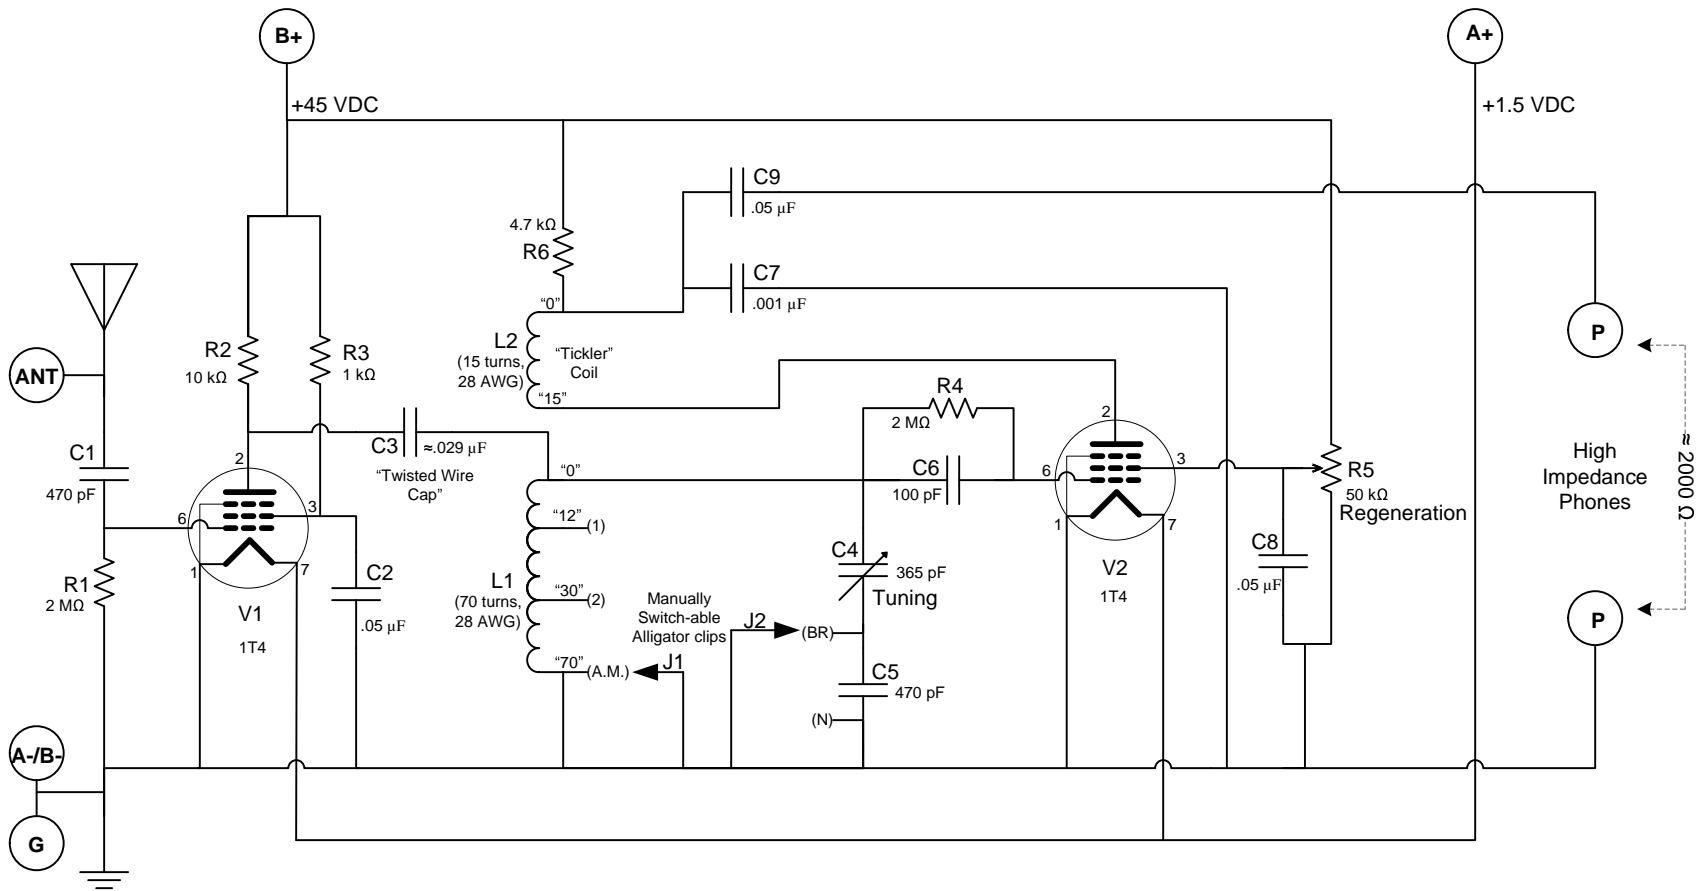 B+
A+
+45 VDC
+1.5 VDC
C9
.05 µF
4.7 kΩ
R6
C7
.001 µF
"0"
L2
(15 turns,
28 AWG)
"Tickler"
Coil
"15"
P
≈2000 Ω
R2
10 kΩ
R3
1 kΩ
ANT
C1
470 pF
C3
≈.029 µF
"Twisted Wire
Cap"
R4
2 MΩ
C6
100 pF
2
3
6
1
7
V1
1T4
2
3
6
1
7
V2
1T4
R5
50 kΩ
Regeneration
High
Impedance
Phones
"0"
"12"
(1)
"30"
(2)
L1
(70 turns,
28 AWG)
"70"
(A.M.)
Manually
Switch-able
Alligator clips
J1
J2
(BR)
C4
365 pF
Tuning
C5
470 pF
(N)
C8
.05 µF
P
R1
2 MΩ
C2
.05 µF
A-/B-
G